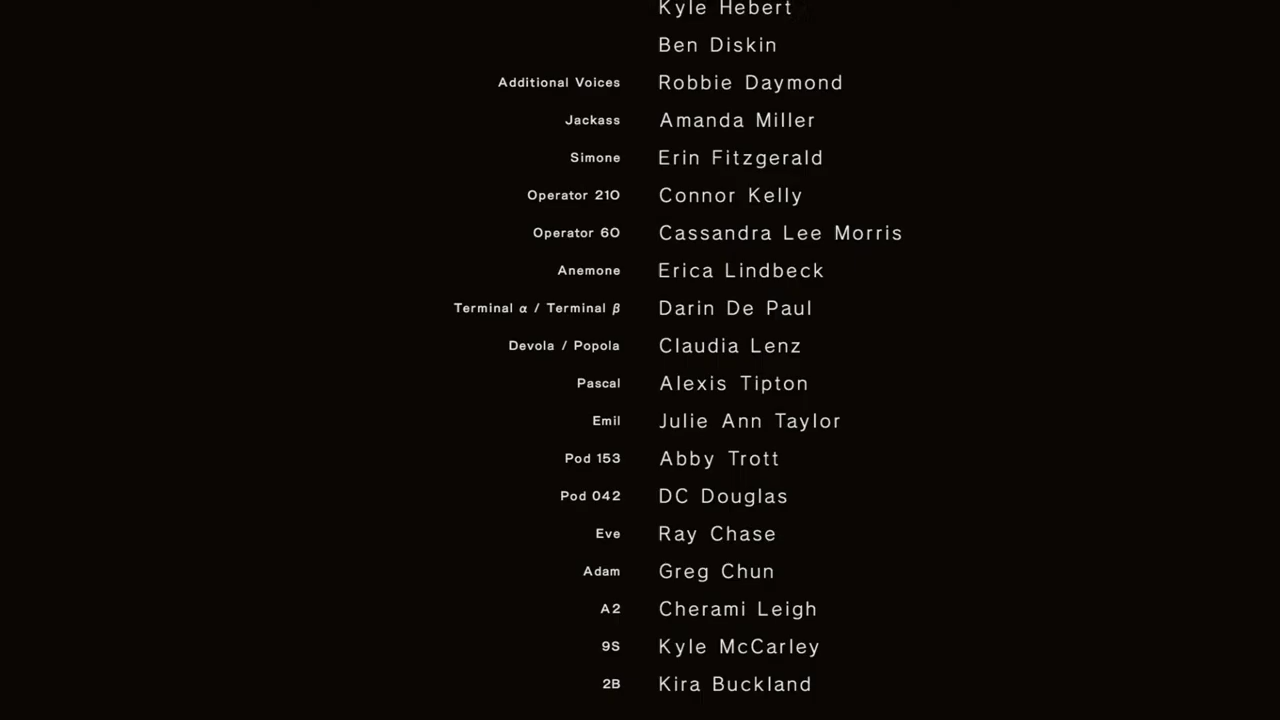 Kyle Hebert
Ben Diskin
Additional Voices Robbie Daymond
Jackass Amanda Miller
Simone Erin Fitzgerald
Operator 21O Connor Kelly
Operator 6O Cassandra Lee Morris
Anemone Erica Lindbeck
Terminal α / Terminal β Darin De Paul
Devola / Popola Claudia Lenz
Pascal Alexis Tipton
Emil Julie Ann Taylor
Pod 153 Abby Trott
Pod 042 DC Douglas
Eve Ray Chase
Adam Greg Chun
A2 Cherami Leigh
9S Kyle McCarley
2B Kira Buckland